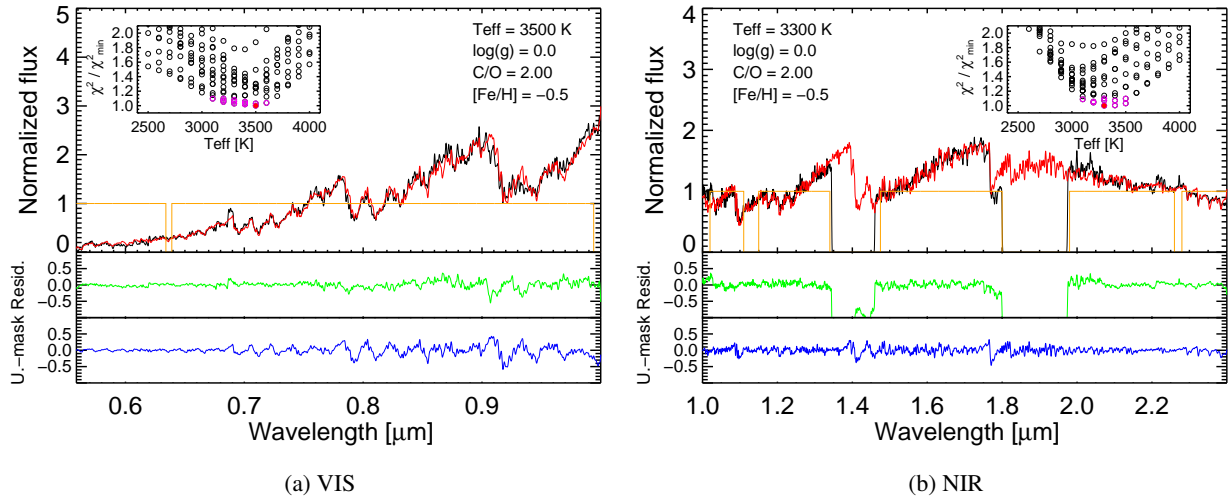 Normalized flux
5
4
3
2
1
0
χ² / χ²min
2.0
1.8
1.6
1.4
1.2
1.0
2500 3000 3500 4000
Teff [K]
Teff = 3500 K
log(g) = 0.0
C/O = 2.00
[Fe/H] = −0.5
U.−mask Resid.
0.5
0.0
−0.5
0.5
0.0
−0.5
0.6 0.7 0.8 0.9
Wavelength [μm]
(a) VIS
Normalized flux
4
3
2
1
0
Teff = 3300 K
log(g) = 0.0
C/O = 2.00
[Fe/H] = −0.5
χ² / χ²min
2.0
1.8
1.6
1.4
1.2
1.0
2500 3000 3500 4000
Teff [K]
U.−mask Resid.
0.5
0.0
−0.5
0.5
0.0
−0.5
1.0 1.2 1.4 1.6 1.8 2.0 2.2
Wavelength [μm]
(b) NIR